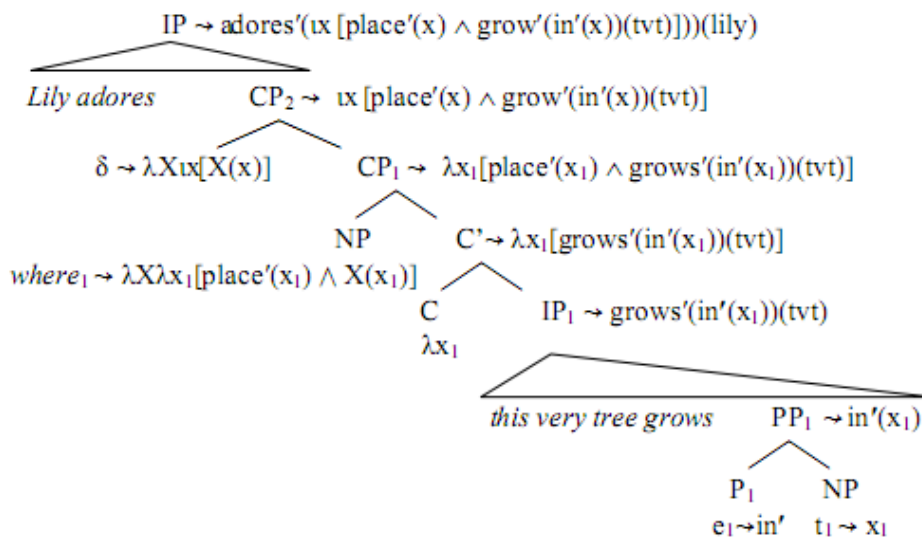 IP → adores′(ιx [place′(x) ∧ grow′(in′(x))(tvt)]))(lily)
Lily adores CP₂ → ιx [place′(x) ∧ grow′(in′(x))(tvt)]
δ → λXιx[X(x)] CP₁ → λx₁[place′(x₁) ∧ grows′(in′(x₁))(tvt)]
NP C’→ λx₁[grows′(in′(x₁))(tvt)]
where₁ → λXλx₁[place′(x₁) ∧ X(x₁)]
C IP₁ → grows′(in′(x₁))(tvt)
λx₁
this very tree grows PP₁ → in′(x₁)
P₁ NP
e₁→in′ t₁ → x₁